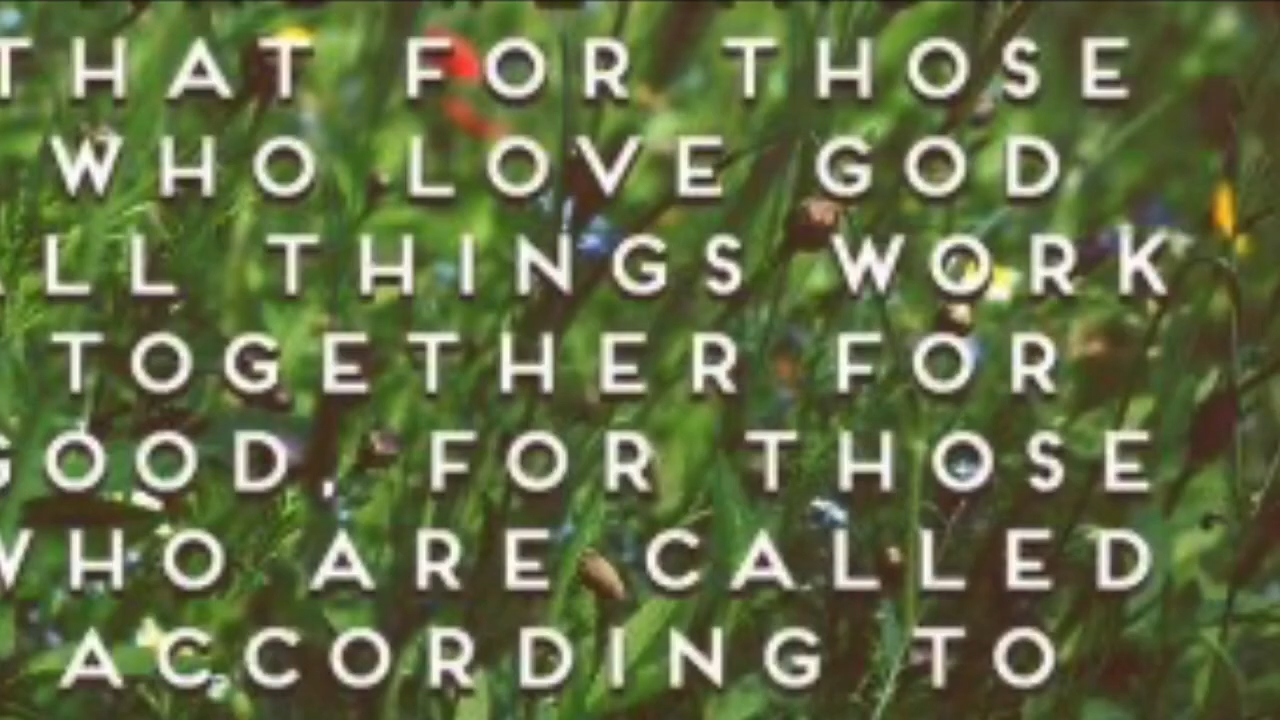 THAT FOR THOSE
WHO LOVE GOD
ALL THINGS WORK
TOGETHER FOR
GOOD, FOR THOSE
WHO ARE CALLED
ACCORDING TO